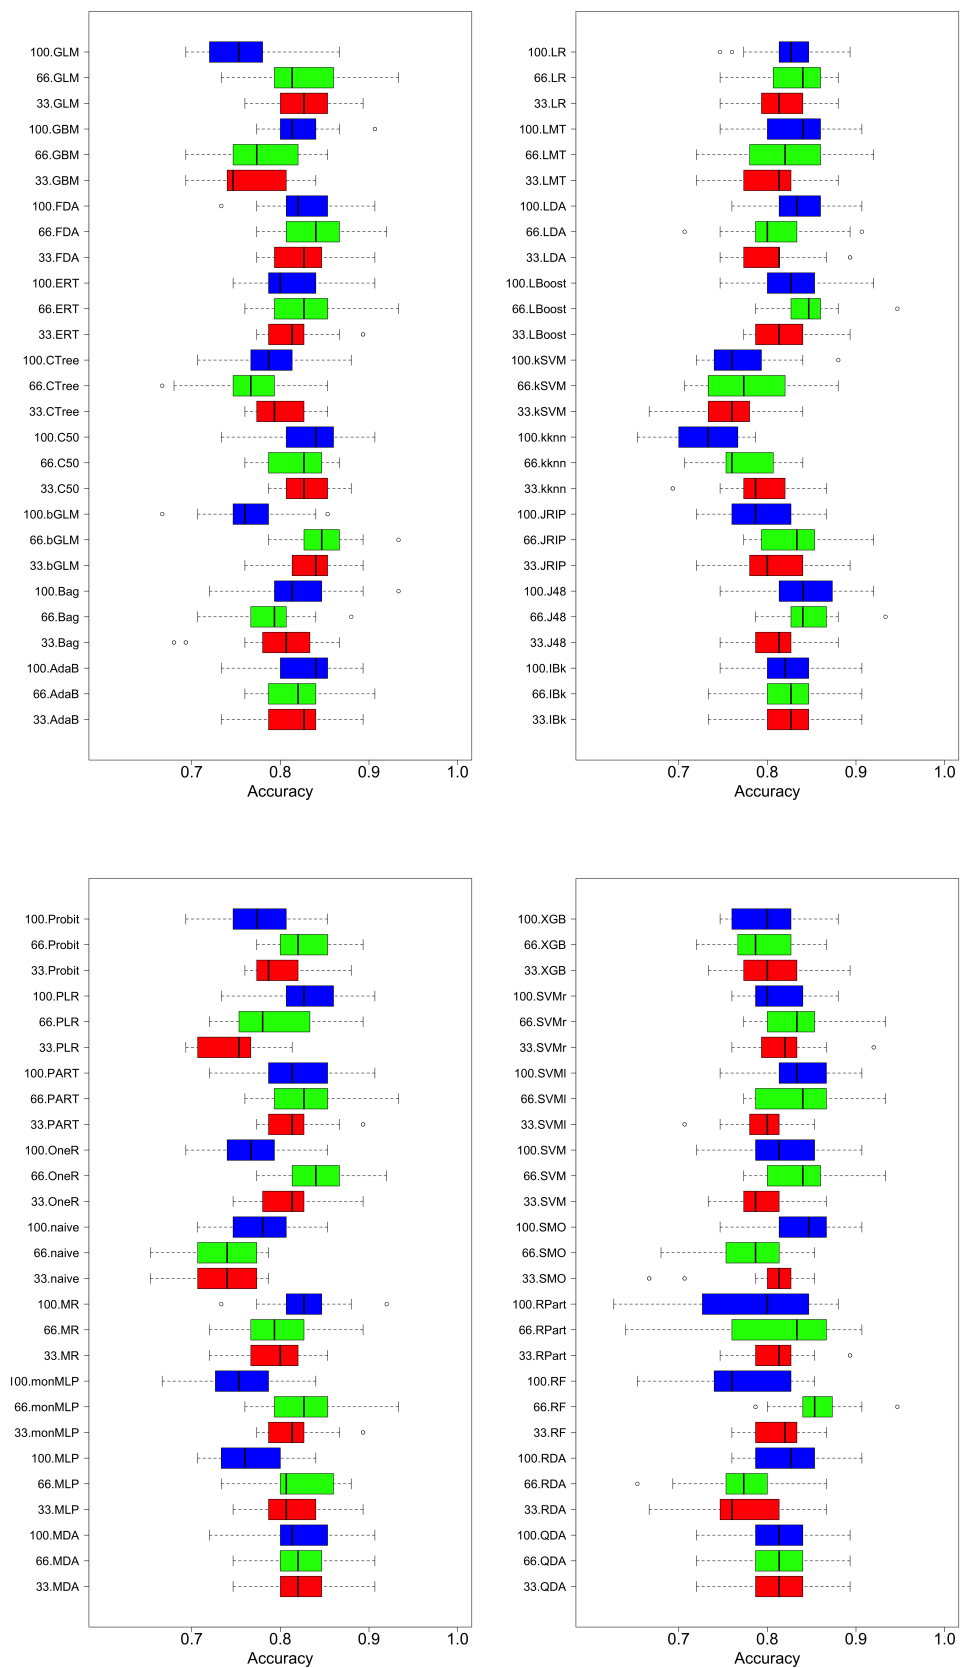 100.GLM
66.GLM
33.GLM
100.GBM
66.GBM
33.GBM
100.FDA
66.FDA
33.FDA
100.ERT
66.ERT
33.ERT
100.CTree
66.CTree
33.CTree
100.C50
66.C50
33.C50
100.bGLM
66.bGLM
33.bGLM
100.Bag
66.Bag
33.Bag
100.AdaB
66.AdaB
33.AdaB
0.7 0.8 0.9 1.0
Accuracy
100.LR
66.LR
33.LR
100.LMT
66.LMT
33.LMT
100.LDA
66.LDA
33.LDA
100.LBoost
66.LBoost
33.LBoost
100.kSVM
66.kSVM
33.kSVM
100.kknn
66.kknn
33.kknn
100.JRIP
66.JRIP
33.JRIP
100.J48
66.J48
33.J48
100.IBk
66.IBk
33.IBk
0.7 0.8 0.9 1.0
Accuracy
100.Probit
66.Probit
33.Probit
100.PLR
66.PLR
33.PLR
100.PART
66.PART
33.PART
100.OneR
66.OneR
33.OneR
100.naive
66.naive
33.naive
100.MR
66.MR
33.MR
100.monMLP
66.monMLP
33.monMLP
100.MLP
66.MLP
33.MLP
100.MDA
66.MDA
33.MDA
0.7 0.8 0.9 1.0
Accuracy
100.XGB
66.XGB
33.XGB
100.SVMr
66.SVMr
33.SVMr
100.SVMl
66.SVMl
33.SVMl
100.SVM
66.SVM
33.SVM
100.SMO
66.SMO
33.SMO
100.RPart
66.RPart
33.RPart
100.RF
66.RF
33.RF
100.RDA
66.RDA
33.RDA
100.QDA
66.QDA
33.QDA
0.7 0.8 0.9 1.0
Accuracy